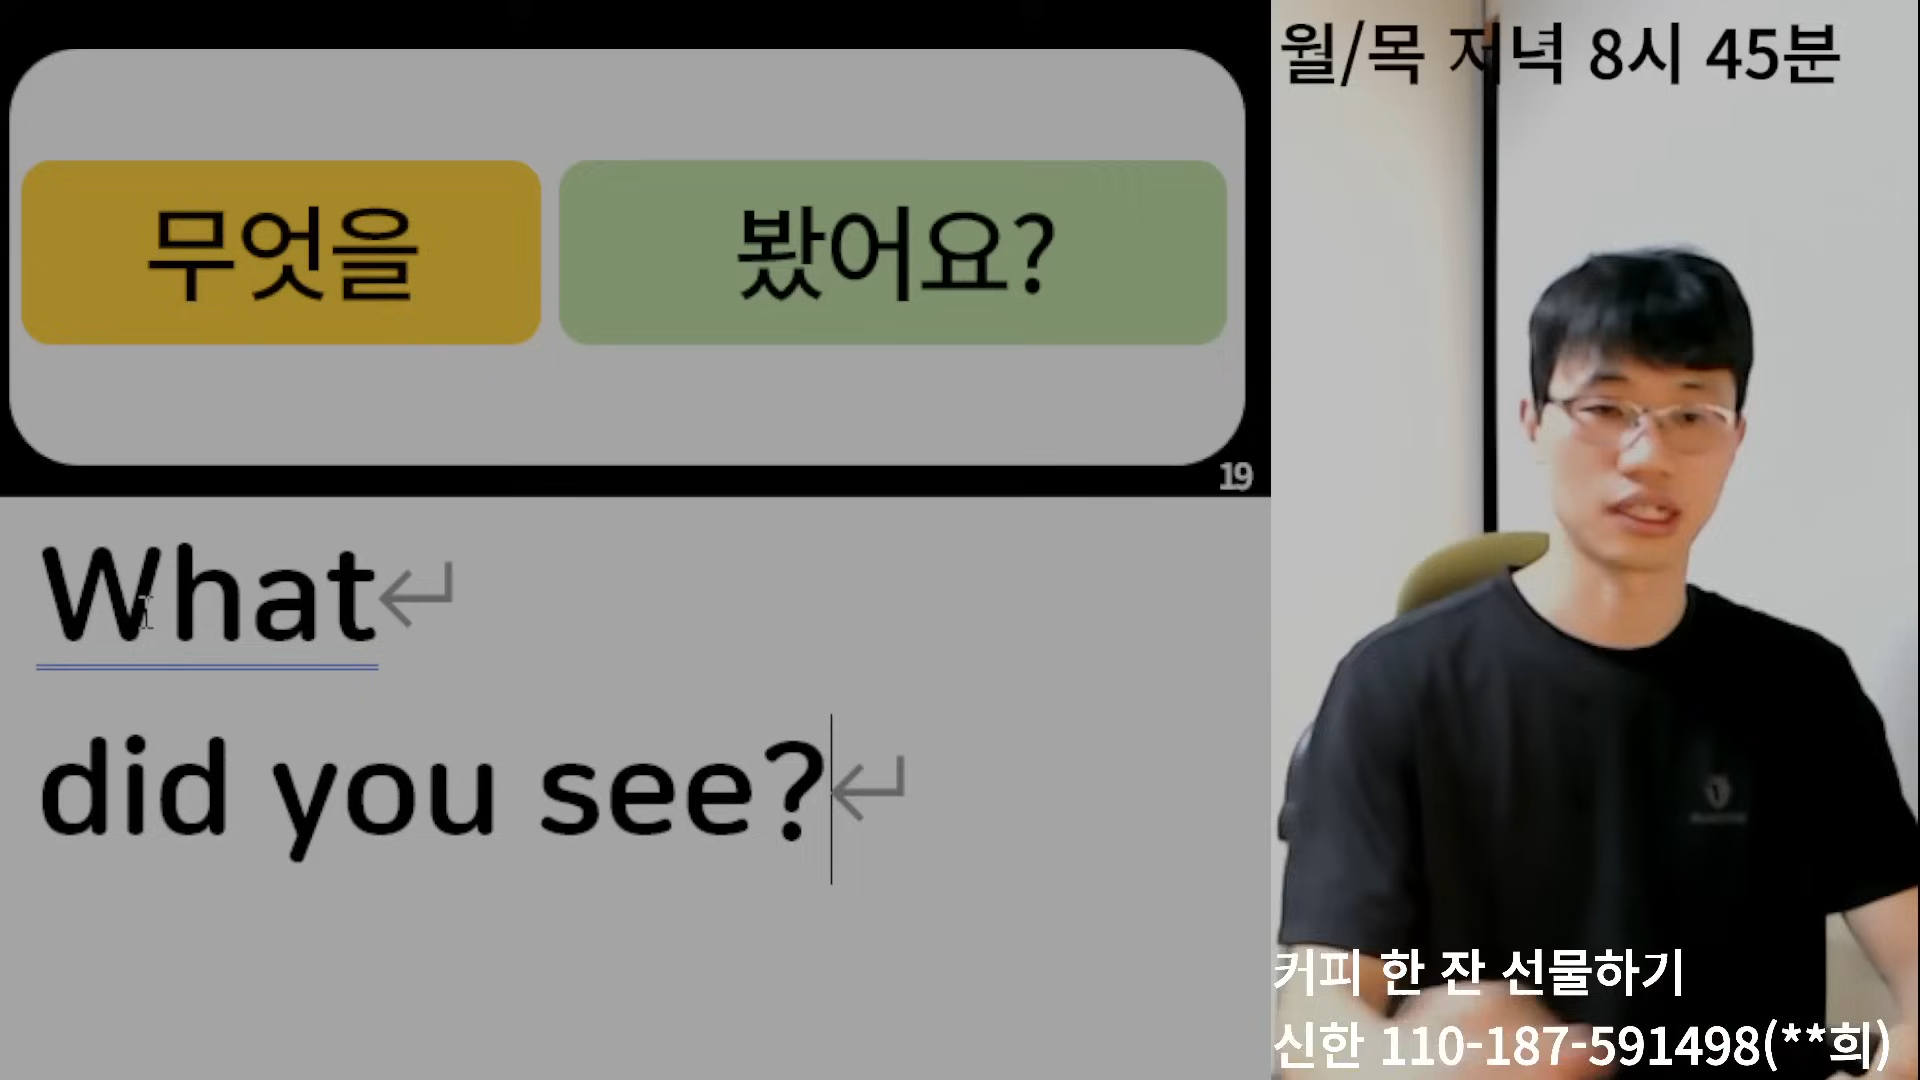 무엇을 봤어요?
19
What
did you see?
월/목 저녁 8시 45분
커피 한 잔 선물하기
신한 110-187-591498(**희)